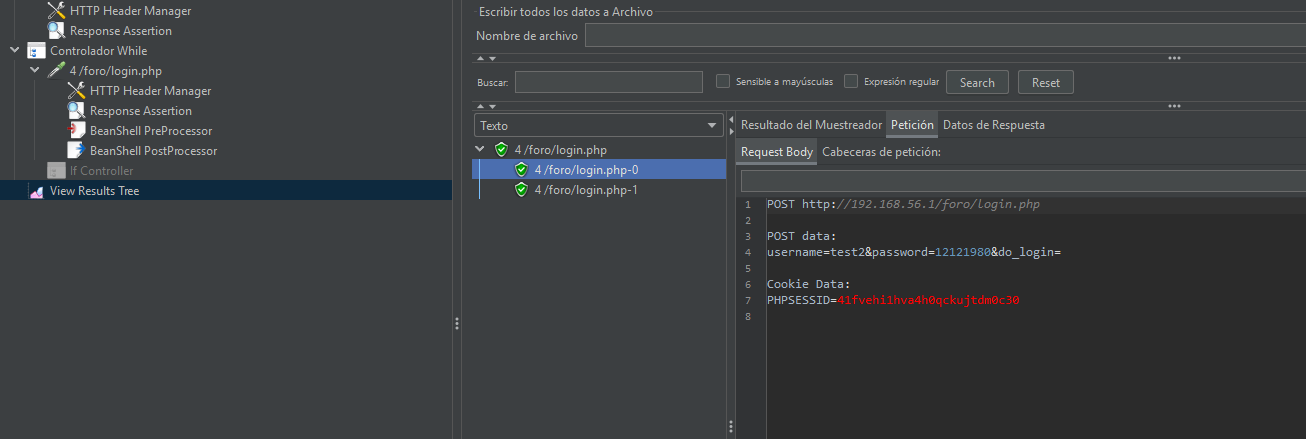 HTTP Header Manager
Response Assertion
Controlador While
4 /foro/login.php
HTTP Header Manager
Response Assertion
BeanShell PreProcessor
BeanShell PostProcessor
If Controller
View Results Tree
Escribir todos los datos a Archivo
Nombre de archivo
Buscar: Sensible a mayúsculas Expresión regular Search Reset
Texto
4 /foro/login.php
4 /foro/login.php-0
4 /foro/login.php-1
Resultado del Muestreador Petición Datos de Respuesta
Request Body Cabeceras de petición:
1 POST http://192.168.56.1/foro/login.php
2
3 POST data:
4 username=test2&password=12121980&do_login=
5
6 Cookie Data:
7 PHPSESSID=41fvehi1hva4h0qckujtdm0c30
8